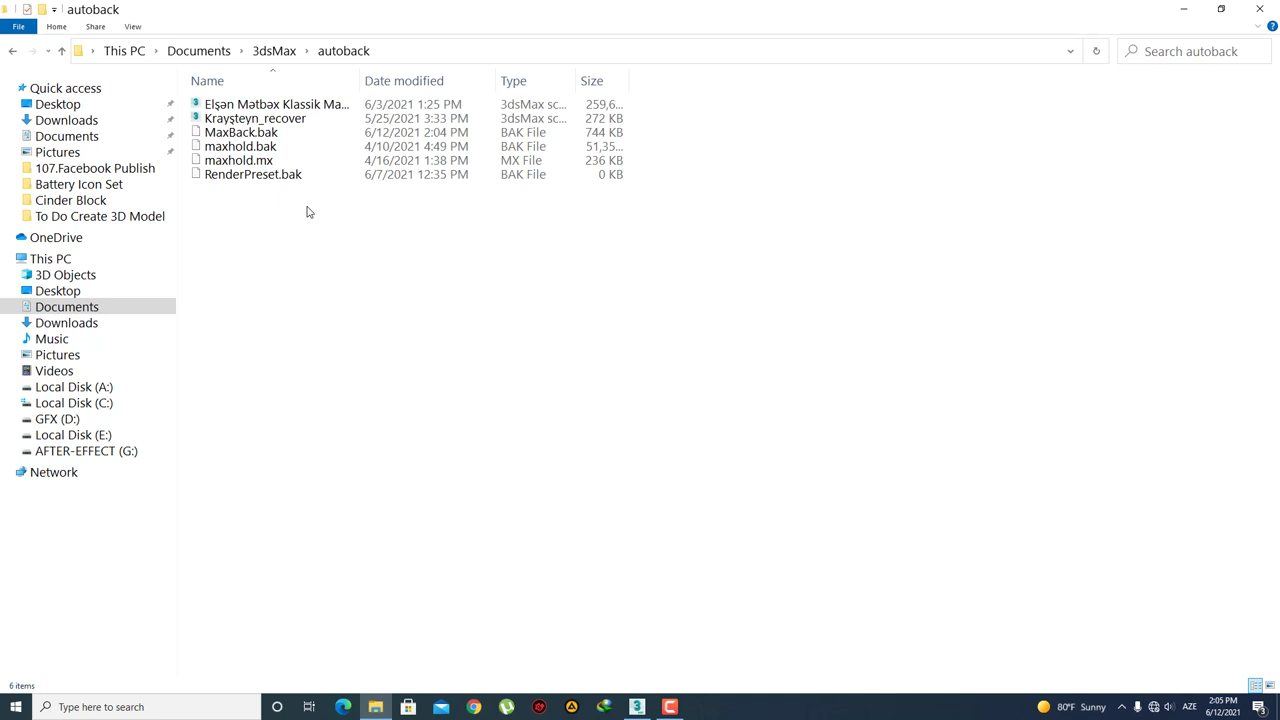 autoback
File Home Share View
This PC Documents 3dsMax autoback Search autoback
Name Date modified Type Size
Elşən Mətbəx Klassik Ma... 6/3/2021 1:25 PM 3dsMax sc... 259,6...
Krayşteyn_recover 5/25/2021 3:33 PM 3dsMax sc... 272 KB
MaxBack.bak 6/12/2021 2:04 PM BAK File 744 KB
maxhold.bak 4/10/2021 4:49 PM BAK File 51,35...
maxhold.mx 4/16/2021 1:38 PM MX File 236 KB
RenderPreset.bak 6/7/2021 12:35 PM BAK File 0 KB
Quick access
Desktop
Downloads
Documents
Pictures
107.Facebook Publish
Battery Icon Set
Cinder Block
To Do Create 3D Model
OneDrive
This PC
3D Objects
Desktop
Documents
Downloads
Music
Pictures
Videos
Local Disk (A:)
Local Disk (C:)
GFX (D:)
Local Disk (E:)
AFTER-EFFECT (G:)
Network
6 items
Type here to search 80°F Sunny AZE 2:05 PM
6/12/2021